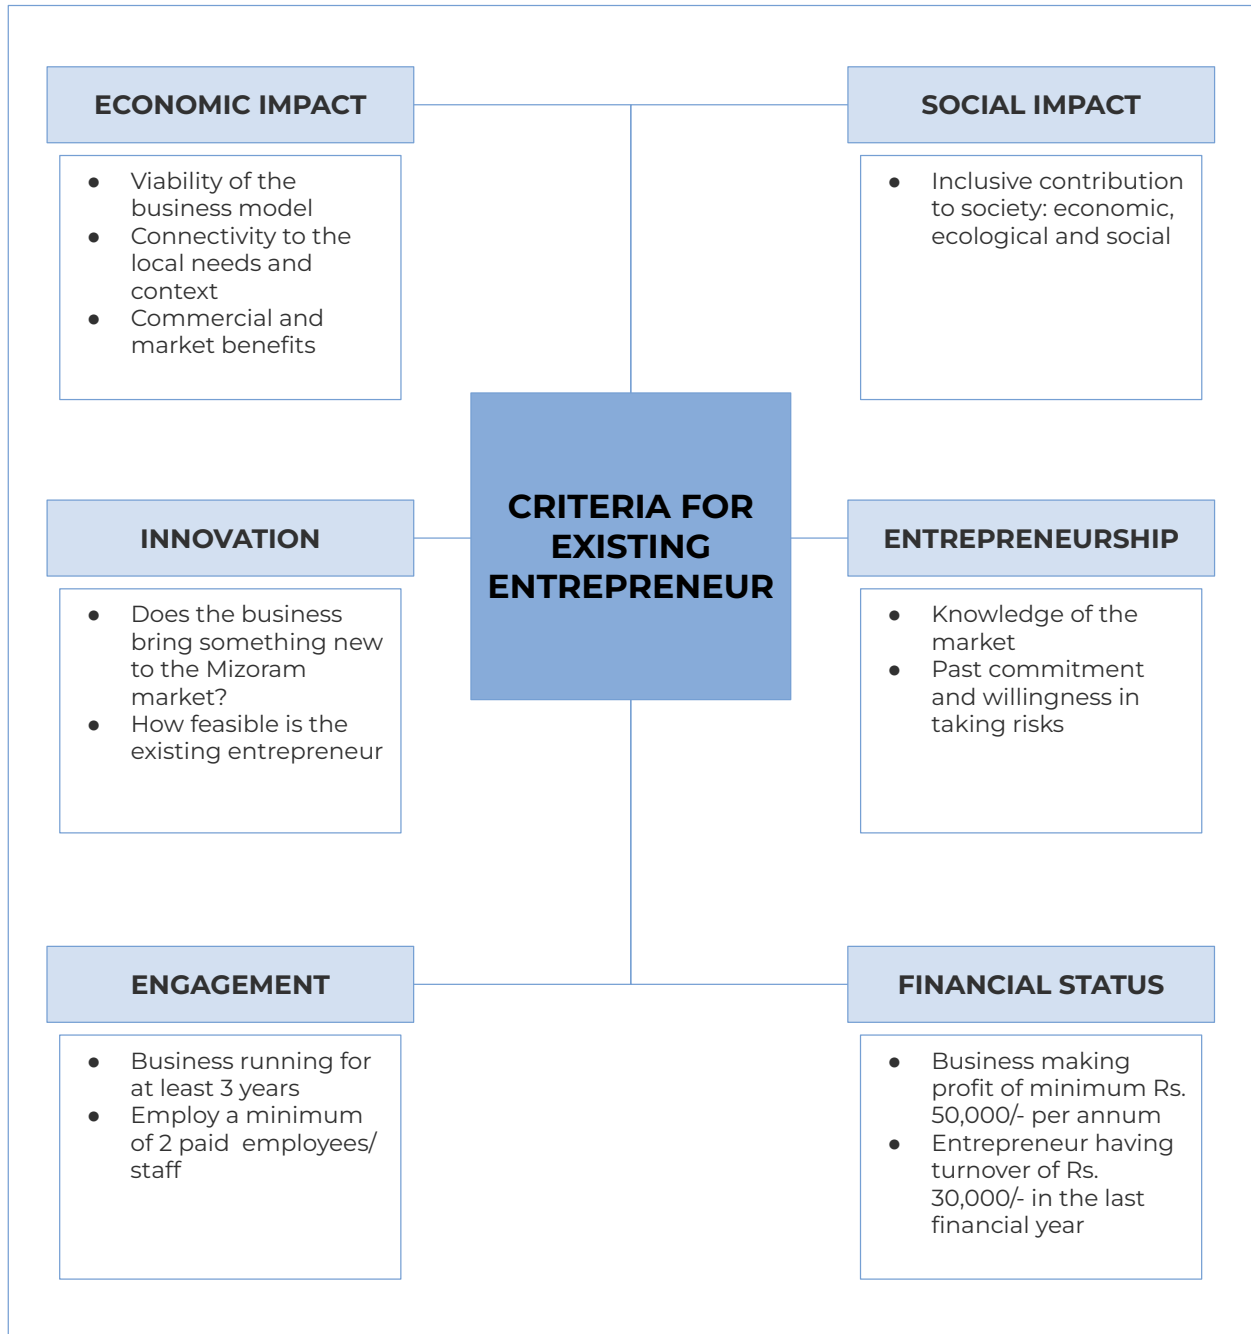 ECONOMIC IMPACT
● Viability of the
business model
● Connectivity to the
local needs and
context
● Commercial and
market benefits
SOCIAL IMPACT
● Inclusive contribution
to society: economic,
ecological and social
CRITERIA FOR
EXISTING
ENTREPRENEUR
INNOVATION
● Does the business
bring something new
to the Mizoram
market?
● How feasible is the
existing entrepreneur
ENTREPRENEURSHIP
● Knowledge of the
market
● Past commitment
and willingness in
taking risks
ENGAGEMENT
● Business running for
at least 3 years
● Employ a minimum
of 2 paid  employees/
staff
FINANCIAL STATUS
● Business making
profit of minimum Rs.
50,000/- per annum
● Entrepreneur having
turnover of Rs.
30,000/- in the last
financial year